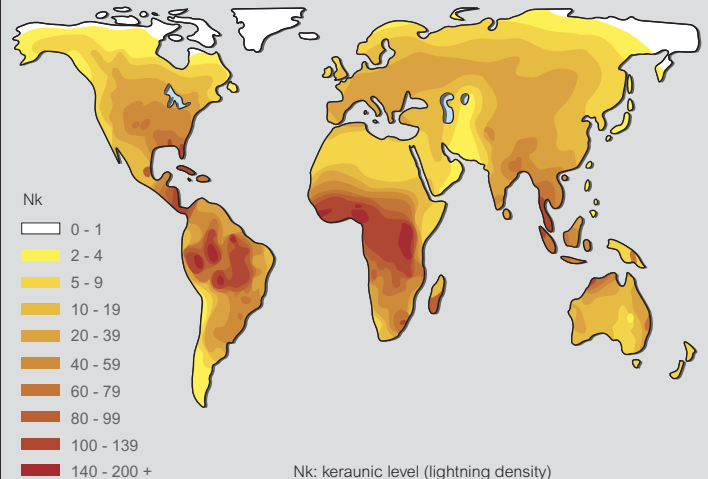 Nk
0 - 1
2 - 4
5 - 9
10 - 19
20 - 39
40 - 59
60 - 79
80 - 99
100 - 139
140 - 200 +
Nk: keraunic level (lightning density)